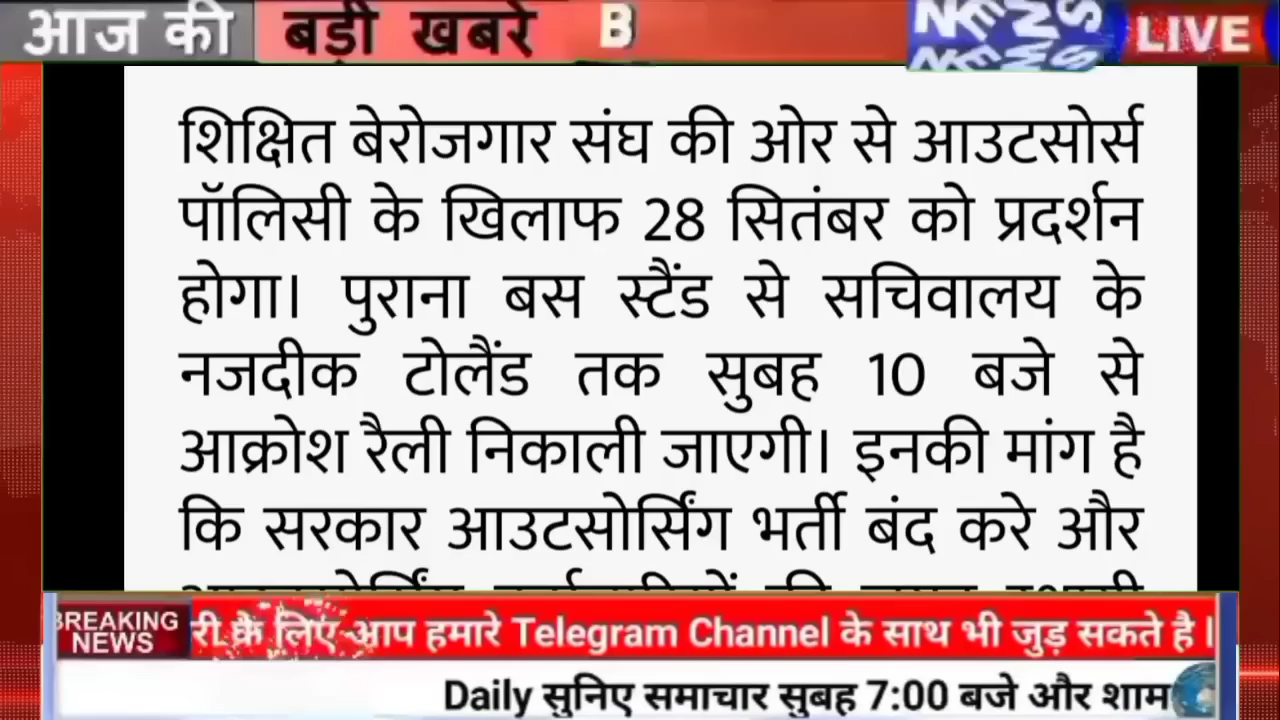 आज की बड़ी खबरे B
NEWS
NEWS
LIVE
शिक्षित बेरोजगार संघ की ओर से आउटसोर्स
पॉलिसी के खिलाफ 28 सितंबर को प्रदर्शन
होगा। पुराना बस स्टैंड से सचिवालय के
नजदीक टोलैंड तक सुबह 10 बजे से
आक्रोश रैली निकाली जाएगी। इनकी मांग है
कि सरकार आउटसोर्सिंग भर्ती बंद करे और
BREAKING
NEWS
री के लिए आप हमारे Telegram Channel के साथ भी जुड़ सकते है।
Daily सुनिए समाचार सुबह 7:00 बजे और शाम